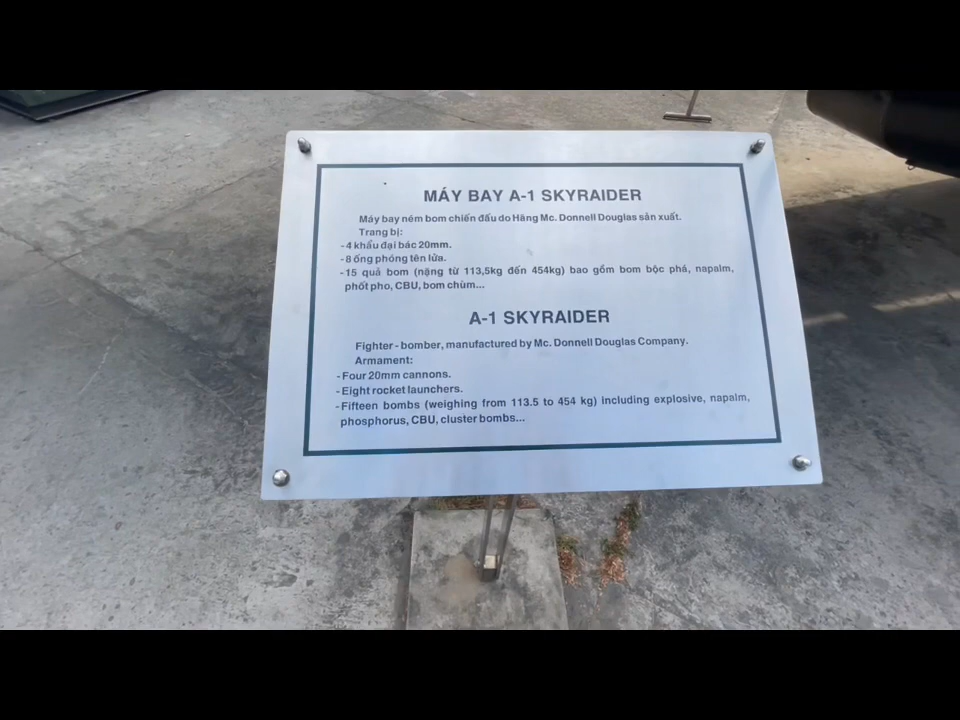 MÁY BAY A-1 SKYRAIDER
Máy bay ném bom chiến đấu do Hãng Mc. Donnell Douglas sản xuất.
Trang bị:
- 4 khẩu đại bác 20mm.
- 8 ống phóng tên lửa.
- 15 quả bom (nặng từ 113,5kg đến 454kg) bao gồm bom bộc phá, napalm,
phốt pho, CBU, bom chùm...
A-1 SKYRAIDER
Fighter - bomber, manufactured by Mc. Donnell Douglas Company.
Armament:
- Four 20mm cannons.
- Eight rocket launchers.
- Fifteen bombs (weighing from 113.5 to 454 kg) including explosive, napalm,
phosphorus, CBU, cluster bombs...